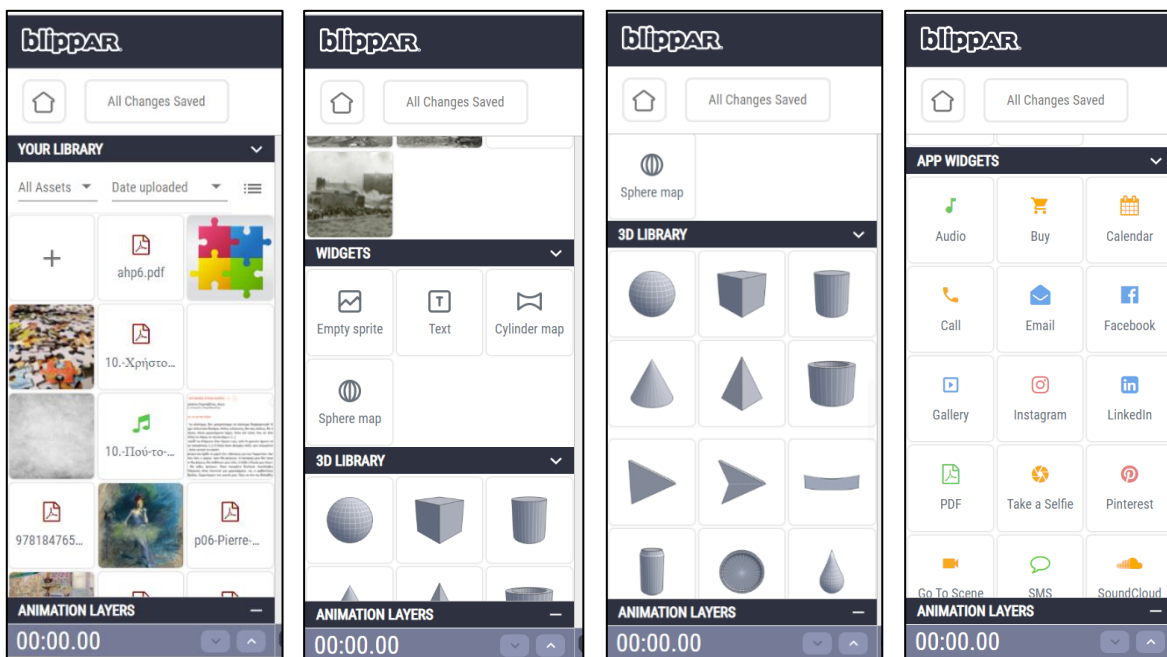 blippar
All Changes Saved
YOUR LIBRARY
All Assets
Date uploaded
+
ahp6.pdf
10.-Χρήστο...
10.-Πού-το-...
978184765...
p06-Pierre-...
ANIMATION LAYERS
00:00.00
blippar
All Changes Saved
WIDGETS
Empty sprite
Text
Cylinder map
Sphere map
3D LIBRARY
ANIMATION LAYERS
00:00.00
blippar
All Changes Saved
Sphere map
3D LIBRARY
ANIMATION LAYERS
00:00.00
blippar
All Changes Saved
APP WIDGETS
Audio
Buy
Calendar
Call
Email
Facebook
Gallery
Instagram
LinkedIn
PDF
Take a Selfie
Pinterest
Go To Scene
SMS
SoundCloud
ANIMATION LAYERS
00:00.00